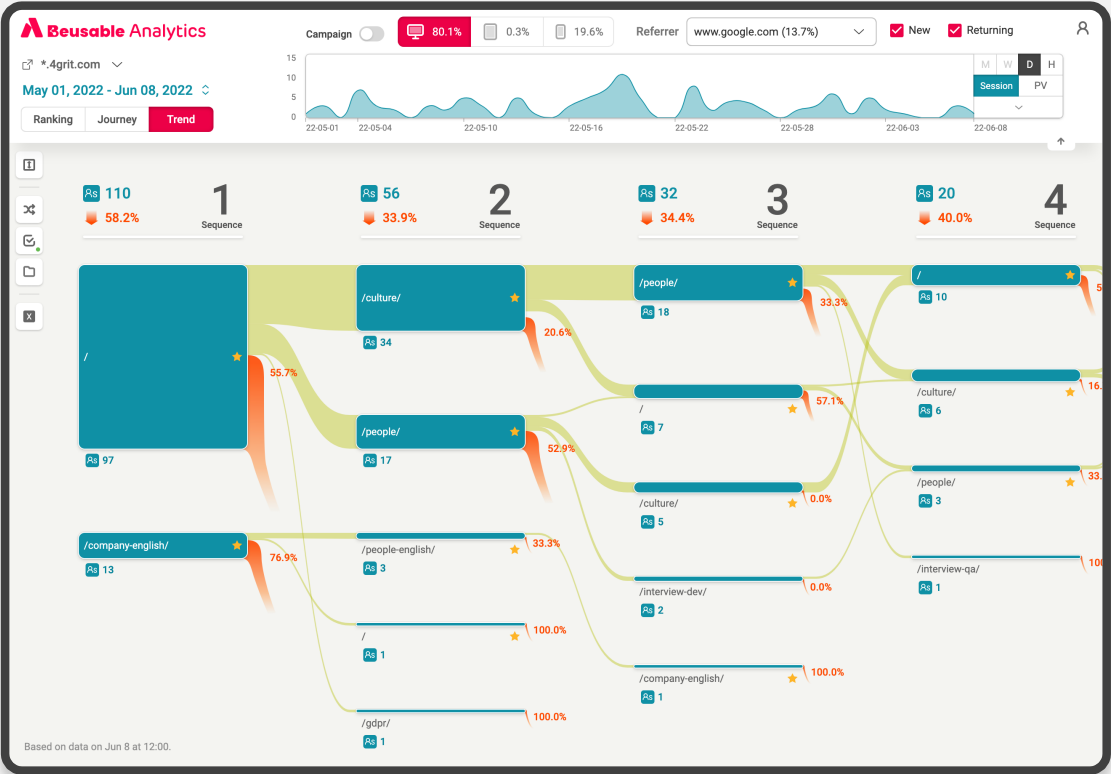 Beusable Analytics
Campaign
80.1%
0.3%
19.6%
Referrer
www.google.com (13.7%)
New
Returning
*.4grit.com
May 01, 2022 - Jun 08, 2022
Ranking
Journey
Trend
15
10
5
0
22-05-01
22-05-04
22-05-10
22-05-16
22-05-22
22-05-28
22-06-03
22-06-08
M
W
D
H
Session
PV
110
58.2%
1
Sequence
56
33.9%
2
Sequence
32
34.4%
3
Sequence
20
40.0%
4
Sequence
/
97
55.7%
/company-english/
13
76.9%
/culture/
34
20.6%
/people/
17
52.9%
/people-english/
3
33.3%
/
1
100.0%
/gdpr/
1
100.0%
/people/
18
33.3%
/
7
57.1%
/culture/
5
0.0%
/interview-dev/
2
0.0%
/company-english/
1
100.0%
/
10
/culture/
6
16.
/people/
3
33.
/interview-qa/
1
100
Based on data on Jun 8 at 12:00.